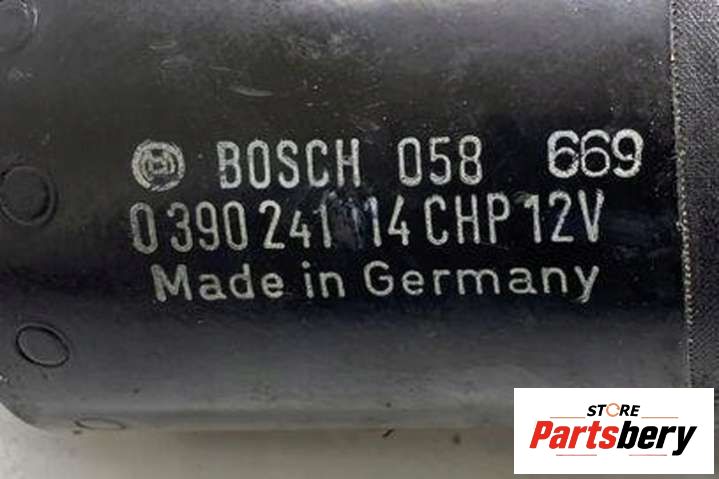 BOSCH 058 669
0 390 241 14 CHP 12V
Made in Germany
STORE
Partsbery